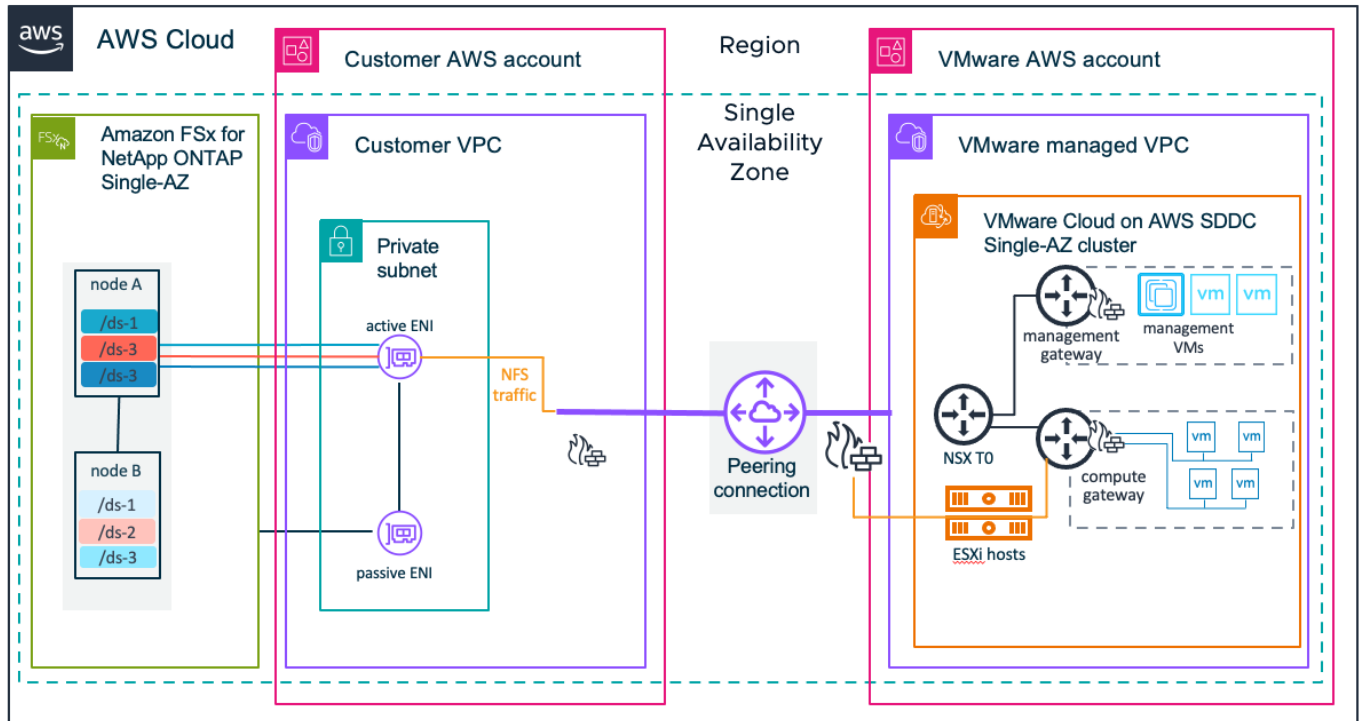 aws
AWS Cloud
Customer AWS account
Region
VMware AWS account
FSx
N
Amazon FSx for
NetApp ONTAP
Single-AZ
Customer VPC
Single
Availability
Zone
VMware managed VPC
VMware Cloud on AWS SDDC
Single-AZ cluster
Private
subnet
node A
/ds-1
/ds-3
/ds-3
active ENI
NFS
traffic
vm
vm
management
gateway
management
VMs
NSX T0
Peering
connection
vm
vm
vm
vm
compute
gateway
ESXi hosts
node B
/ds-1
/ds-2
/ds-3
passive ENI